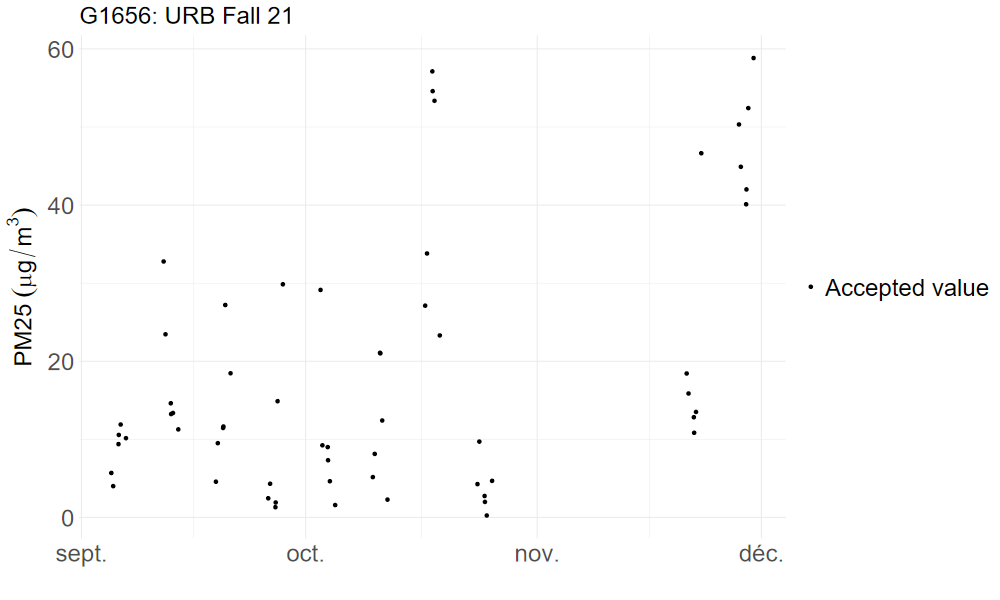 G1656: URB Fall 21
60
40
20
0
PM25 (μg/m³)
sept.
oct.
nov.
déc.
Accepted value